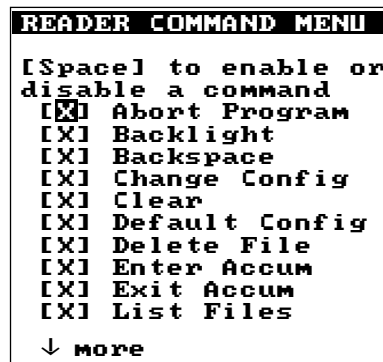 READER COMMAND MENU
[Space] to enable or
disable a command
[X] Abort Program
[X] Backlight
[X] Backspace
[X] Change Config
[X] Clear
[X] Default Config
[X] Delete File
[X] Enter Accum
[X] Exit Accum
[X] List Files
↓ more